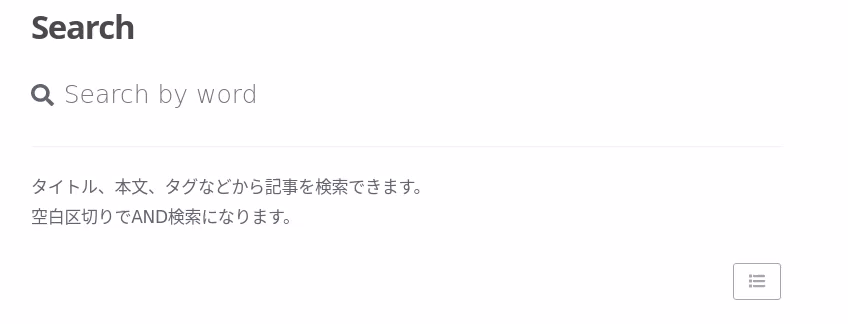 Search
Search by word
タイトル、本文、タグなどから記事を検索できます。
空白区切りでAND検索になります。